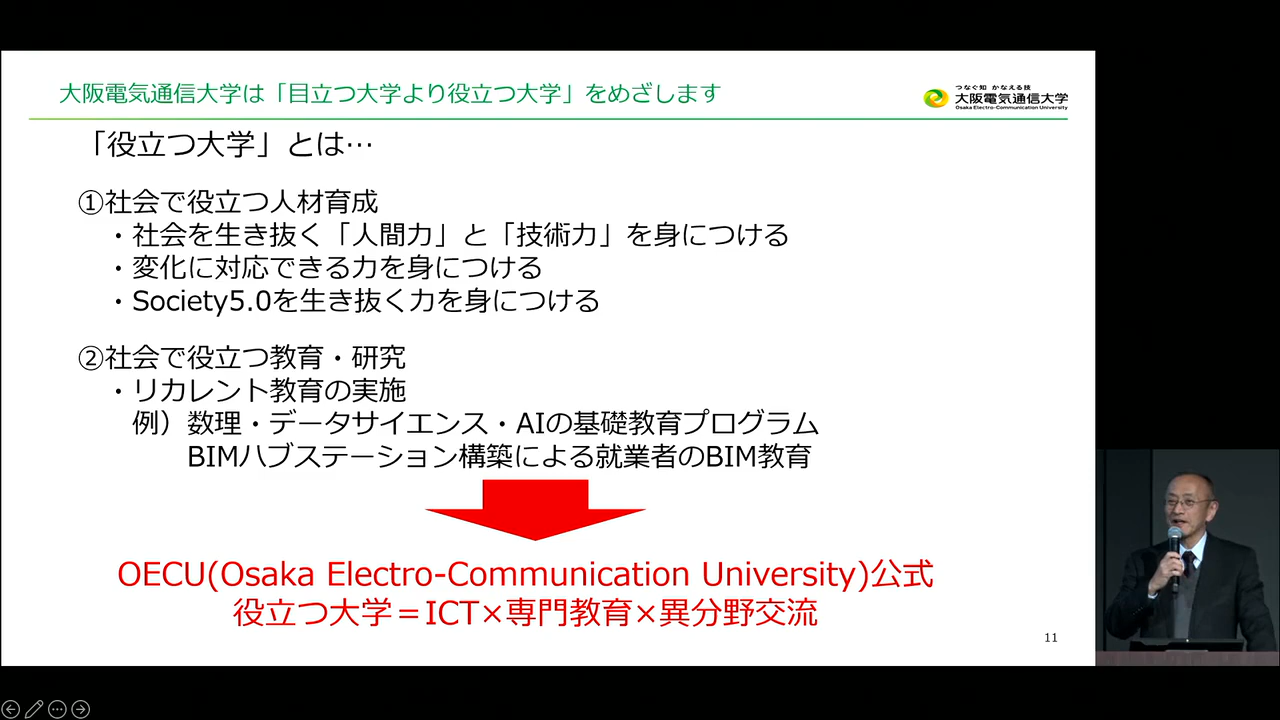 大阪電気通信大学は「目立つ大学より役立つ大学」をめざします
つなぐ知 かなえる技
大阪電気通信大学
Osaka Electro-Communication University
「役立つ大学」とは…
①社会で役立つ人材育成
・社会を生き抜く「人間力」と「技術力」を身につける
・変化に対応できる力を身につける
・Society5.0を生き抜く力を身につける
②社会で役立つ教育・研究
・リカレント教育の実施
例）数理・データサイエンス・AIの基礎教育プログラム
BIMハブステーション構築による就業者のBIM教育
OECU(Osaka Electro-Communication University)公式
役立つ大学＝ICT×専門教育×異分野交流
11